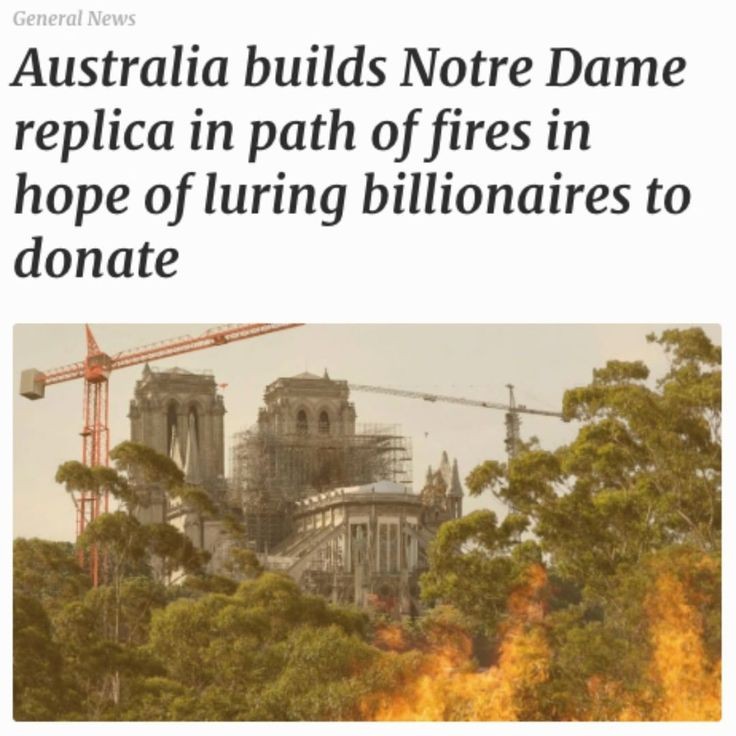 General News
Australia builds Notre Dame
replica in path of fires in
hope of luring billionaires to
donate